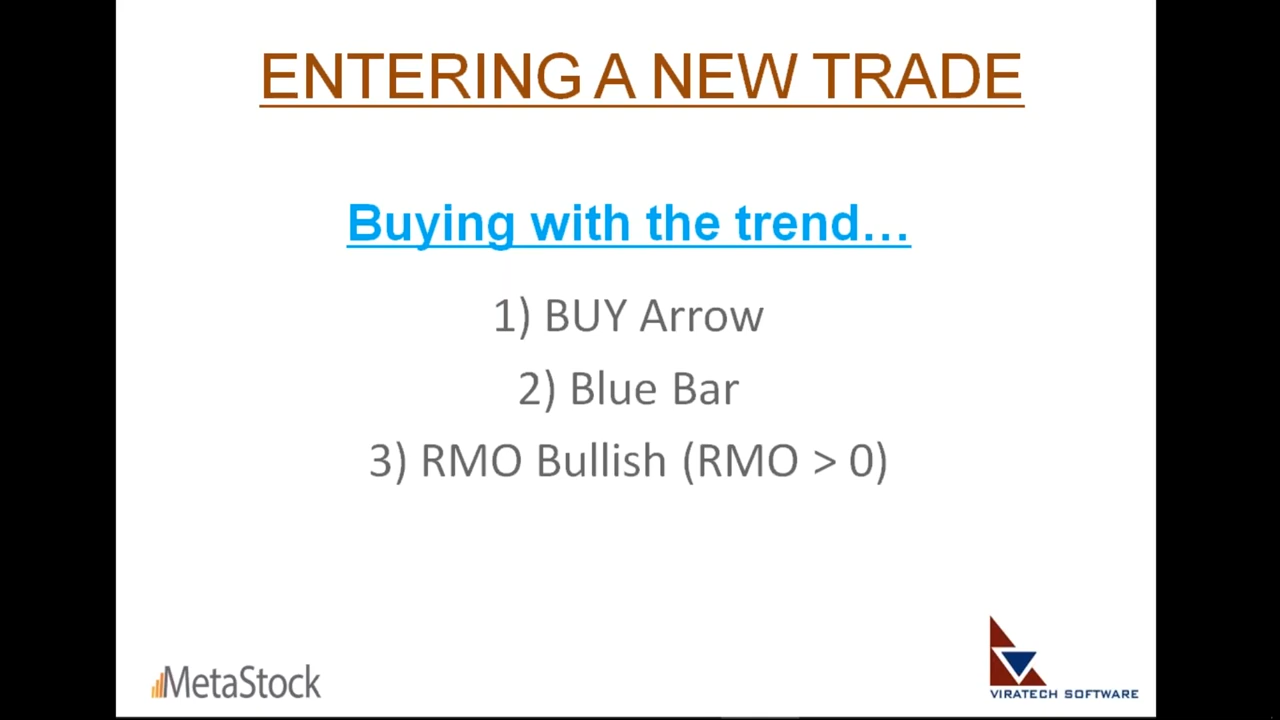 ENTERING A NEW TRADE
Buying with the trend...
1) BUY Arrow
2) Blue Bar
3) RMO Bullish (RMO > 0)
MetaStock
VIRATECH SOFTWARE